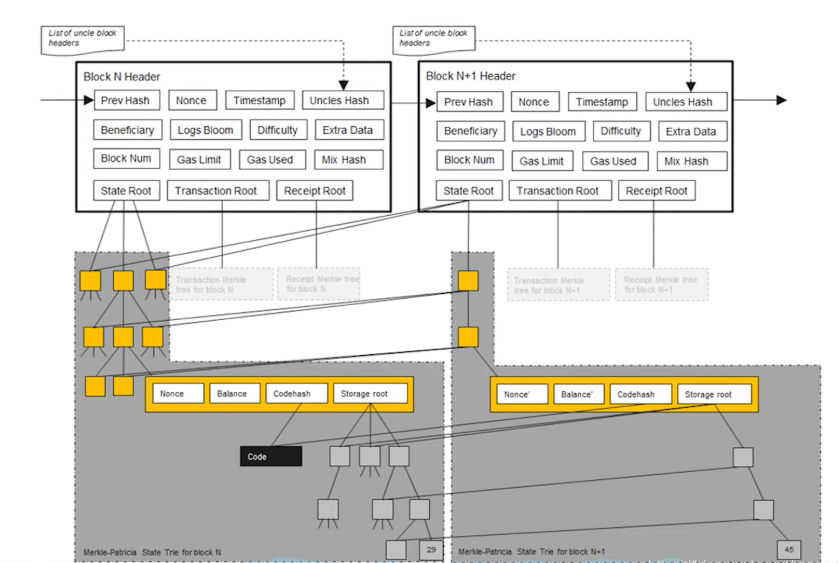 List of uncle block
headers
List of uncle block
headers
Block N Header
Prev Hash
Nonce
Timestamp
Uncles Hash
Beneficiary
Logs Bloom
Difficulty
Extra Data
Block Num
Gas Limit
Gas Used
Mix Hash
State Root
Transaction Root
Receipt Root
Block N+1 Header
Prev Hash
Nonce
Timestamp
Uncles Hash
Beneficiary
Logs Bloom
Difficulty
Extra Data
Block Num
Gas Limit
Gas Used
Mix Hash
State Root
Transaction Root
Receipt Root
Transaction Merkle
tree for block N
Receipt Merkle tree
for block N
Transaction Merkle
tree for block N+1
Receipt Merkle tree
for block N+1
Nonce
Balance
Codehash
Storage root
Nonce'
Balance'
Codehash
Storage root
Code
29
45
Merkle-Patricia State Trie for block N
Merkle-Patricia State Trie for block N+1